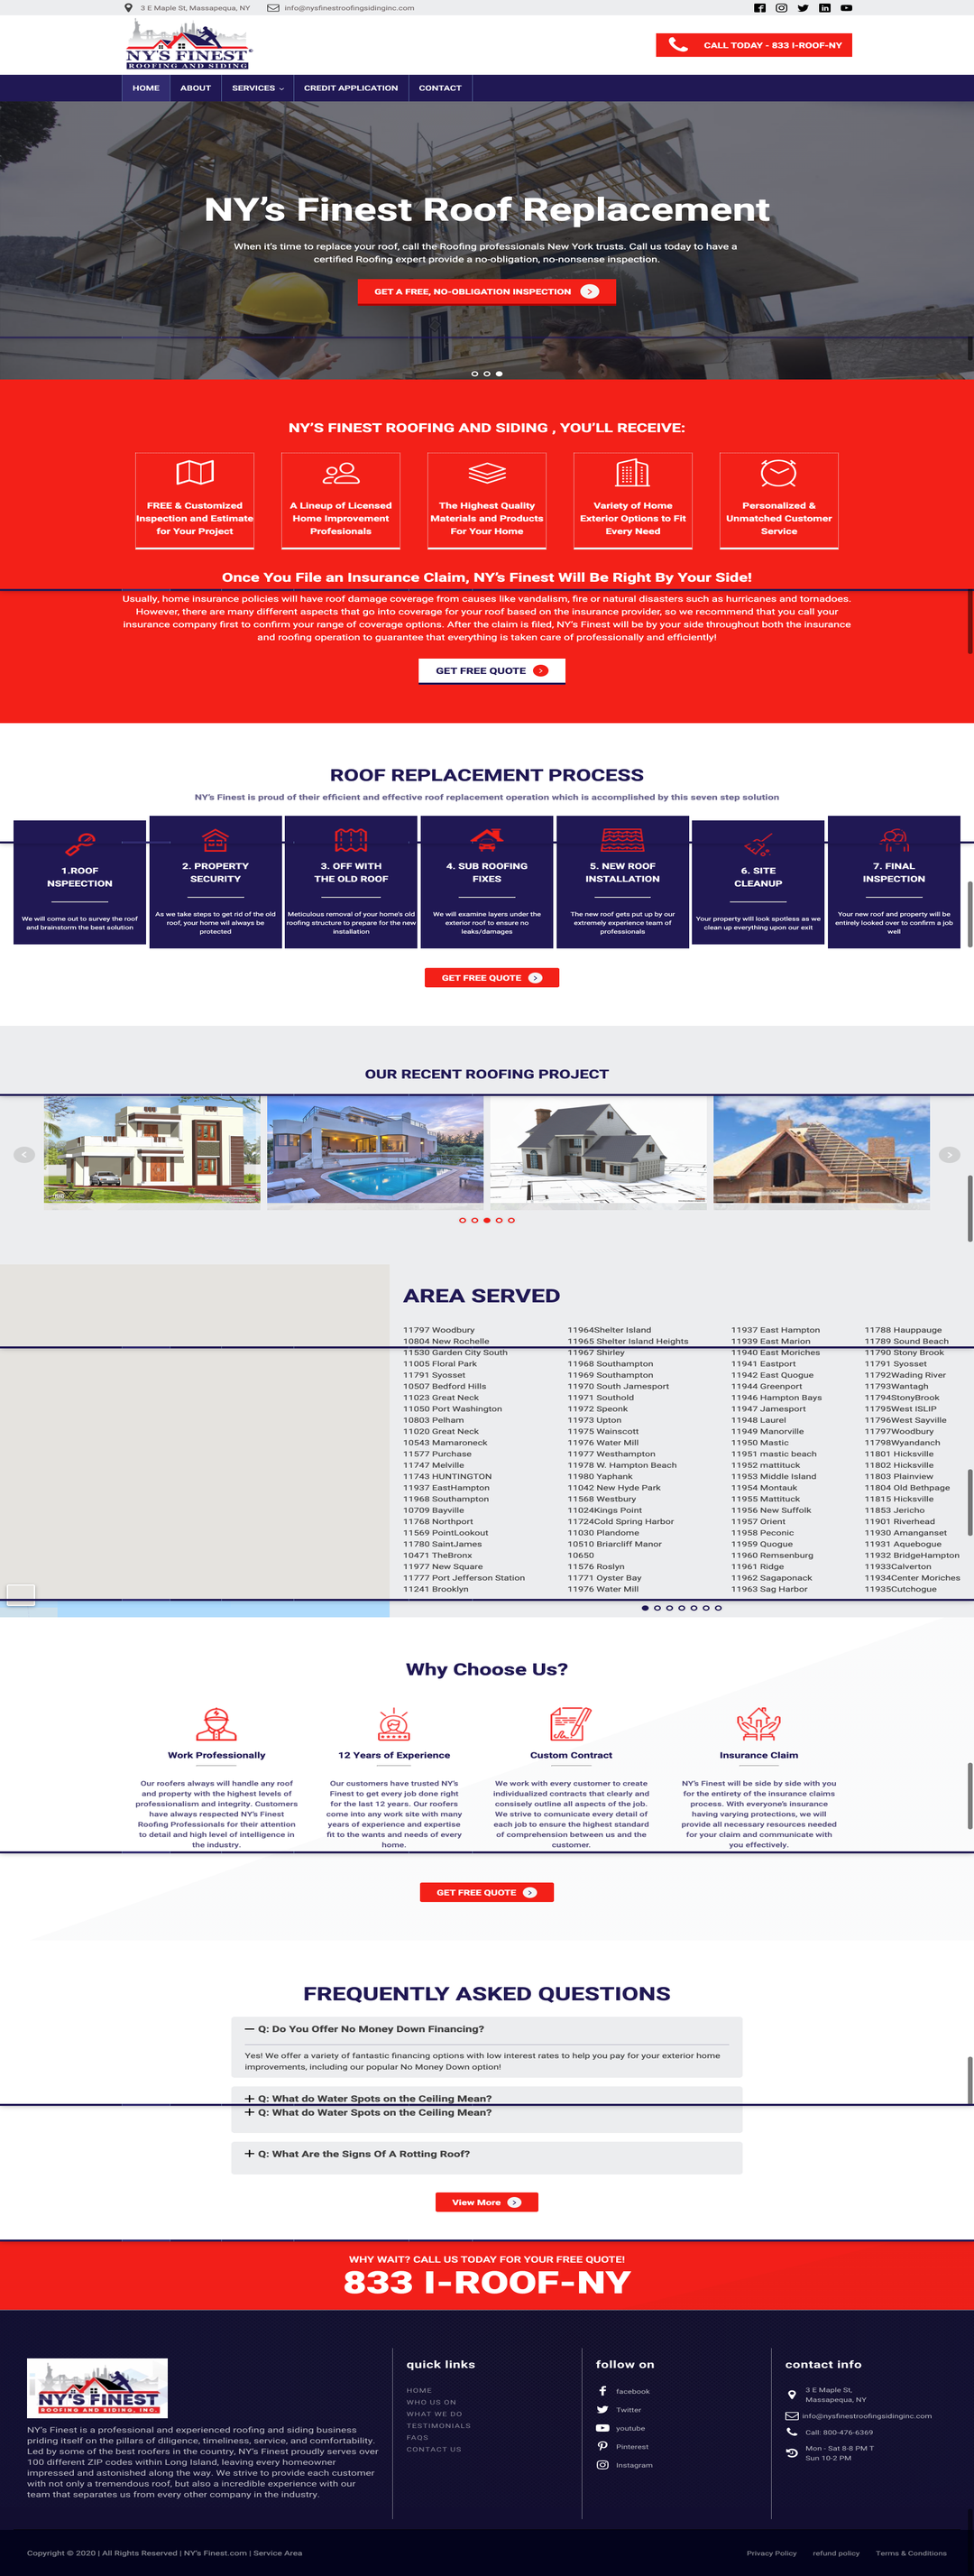 3 E Maple St, Massapequa, NY
info@nysfinestroofingsidinginc.com
NY'S FINEST
ROOFING AND SIDING
CALL TODAY - 833 I-ROOF-NY
HOME
ABOUT
SERVICES
CREDIT APPLICATION
CONTACT
NY's Finest Roof Replacement
When it's time to replace your roof, call the Roofing professionals New York trusts. Call us today to have a
certified Roofing expert provide a no-obligation, no-nonsense inspection.
GET A FREE, NO-OBLIGATION INSPECTION
NY'S FINEST ROOFING AND SIDING , YOU'LL RECEIVE:
FREE & Customized
Inspection and Estimate
for Your Project
A Lineup of Licensed
Home Improvement
Profesionals
The Highest Quality
Materials and Products
For Your Home
Variety of Home
Exterior Options to Fit
Every Need
Personalized &
Unmatched Customer
Service
Once You File an Insurance Claim, NY's Finest Will Be Right By Your Side!
Usually, home insurance policies will have roof damage coverage from causes like vandalism, fire or natural disasters such as hurricanes and tornadoes.
However, there are many different aspects that go into coverage for your roof based on the insurance provider, so we recommend that you call your
insurance company first to confirm your range of coverage options. After the claim is filed, NY's Finest will be by your side throughout both the insurance
and roofing operation to guarantee that everything is taken care of professionally and efficiently!
GET FREE QUOTE
ROOF REPLACEMENT PROCESS
NY's Finest is proud of their efficient and effective roof replacement operation which is accomplished by this seven step solution
1.ROOF
NSPEECTION
We will come out to survey the roof
and brainstorm the best solution
2. PROPERTY
SECURITY
As we take steps to get rid of the old
roof, your home wil always be
protected
3. OFF WITH
THE OLD ROOF
Meticulous removal of your home's old
roofing structure to prepare for the new
installation
4. SUB ROOFING
FIXES
We will examine layers under the
exterior roof to ensure no
leaks/damages
5. NEW ROOF
INSTALLATION
The new roof gets put up by our
extremely experience team of
professionals
6. SITE
CLEANUP
Your property will look spotless as we
clean up everything upon our exit
7. FINAL
INSPECTION
Your new roof and property will be
entirely looked over to confirm a job
well
GET FREE QUOTE
OUR RECENT ROOFING PROJECT
AREA SERVED
11797 Woodbury
10804 New Rochelle
11530 Garden City South
11005 Floral Park
11791 Syosset
10507 Bedford Hills
11023 Great Neck
11050 Port Washington
10803 Pelham
11020 Great Neck
10543 Mamaroneck
11577 Purchase
11747 Melville
11743 HUNTINGTON
11937 EastHampton
11968 Southampton
10709 Bayville
11768 Northport
11569 PointLookout
11780 SaintJames
10471 TheBronx
11977 New Square
11777 Port Jefferson Station
11241 Brooklyn
11964Shelter Island
11965 Shelter Island Heights
11967 Shirley
11968 Southampton
11969 Southampton
11970 South Jamesport
11971 Southold
11972 Speonk
11973 Upton
11975 Wainscott
11976 Water Mill
11977 Westhampton
11978 W. Hampton Beach
11980 Yaphank
11042 New Hyde Park
11568 Westbury
11024Kings Point
11724Cold Spring Harbor
11030 Plandome
10510 Briarcliff Manor
10650
11576 Roslyn
11771 Oyster Bay
11976 Water Mill
11937 East Hampton
11939 East Marion
11940 East Moriches
11941 Eastport
11942 East Quogue
11944 Greenport
11946 Hampton Bays
11947 Jamesport
11948 Laurel
11949 Manorville
11950 Mastic
11951 mastic beach
11952 mattituck
11953 Middle Island
11954 Montauk
11955 Mattituck
11956 New Suffolk
11957 Orient
11958 Peconic
11959 Quogue
11960 Remsenburg
11961 Ridge
11962 Sagaponack
11963 Sag Harbor
11788 Hauppauge
11789 Sound Beach
11790 Stony Brook
11791 Syosset
11792Wading River
11793Wantagh
11794StonyBrook
11795West ISLIP
11796West Sayville
11797Woodbury
11798Wyandanch
11801 Hicksville
11802 Hicksville
11803 Plainview
11804 Old Bethpage
11815 Hicksville
11853 Jericho
11901 Riverhead
11930 Amanganset
11931 Aquebogue
11932 BridgeHampton
11933Calverton
11934Center Moriches
11935Cutchogue
Why Choose Us?
Work Professionally
Our roofers always will handle any roof
and property with the highest levels of
professionalism and integrity. Customers
have always respected NY's Finest
Roofing Professionals for their attention
to detail and high level of intelligence in
the industry.
12 Years of Experience
Our customers have trusted NY's
Finest to get every job done right
for the last 12 years. Our roofers
come into any work site with many
years of experience and expertise
fit to the wants and needs of every
home.
Custom Contract
We work with every customer to create
individualized contracts that clearly and
consisely outline all aspects of the job.
We strive to comunicate every detail of
each job to ensure the highest standard
of comprehension between us and the
customer.
Insurance Claim
NY's Finest will be side by side with you
for the entirety of the insurance claims
process. With everyone's insurance
having varying protections, we will
provide all necessary resources needed
for your claim and communicate with
you effectively.
GET FREE QUOTE
FREQUENTLY ASKED QUESTIONS
Q: Do You Offer No Money Down Financing?
Yes! We offer a variety of fantastic financing options with low interest rates to help you pay for your exterior home
improvements, including our popular No Money Down option!
Q: What do Water Spots on the Ceiling Mean?
Q: What do Water Spots on the Ceiling Mean?
Q: What Are the Signs Of A Rotting Roof?
View More
WHY WAIT? CALL US TODAY FOR YOUR FREE QUOTE!
833 I-ROOF-NY
NY'S FINEST
ROOFING AND SIDING, INC.
NY's Finest is a professional and experienced roofing and siding business
priding itself on the pillars of diligence, timeliness, service, and comfortability.
Led by some of the best roofers in the country, NY's Finest proudly serves over
100 different ZIP codes within Long Island, leaving every homeowner
impressed and astonished along the way. We strive to provide each customer
with not only a tremendous roof, but also a incredible experience with our
team that separates us from every other company in the industry.
quick links
HOME
WHO US ON
WHAT WE DO
TESTIMONIALS
FAQS
CONTACT US
follow on
facebook
Twitter
youtube
Pinterest
Instagram
contact info
3 E Maple St,
Massapequa, NY
info@nysfinestroofingsidinginc.com
Call: 800-476-6369
Mon - Sat 8-8 PM T
Sun 10-2 PM
Copyright © 2020 | All Rights Reserved | NY's Finest.com | Service Area
Privacy Policy
refund policy
Terms & Conditions